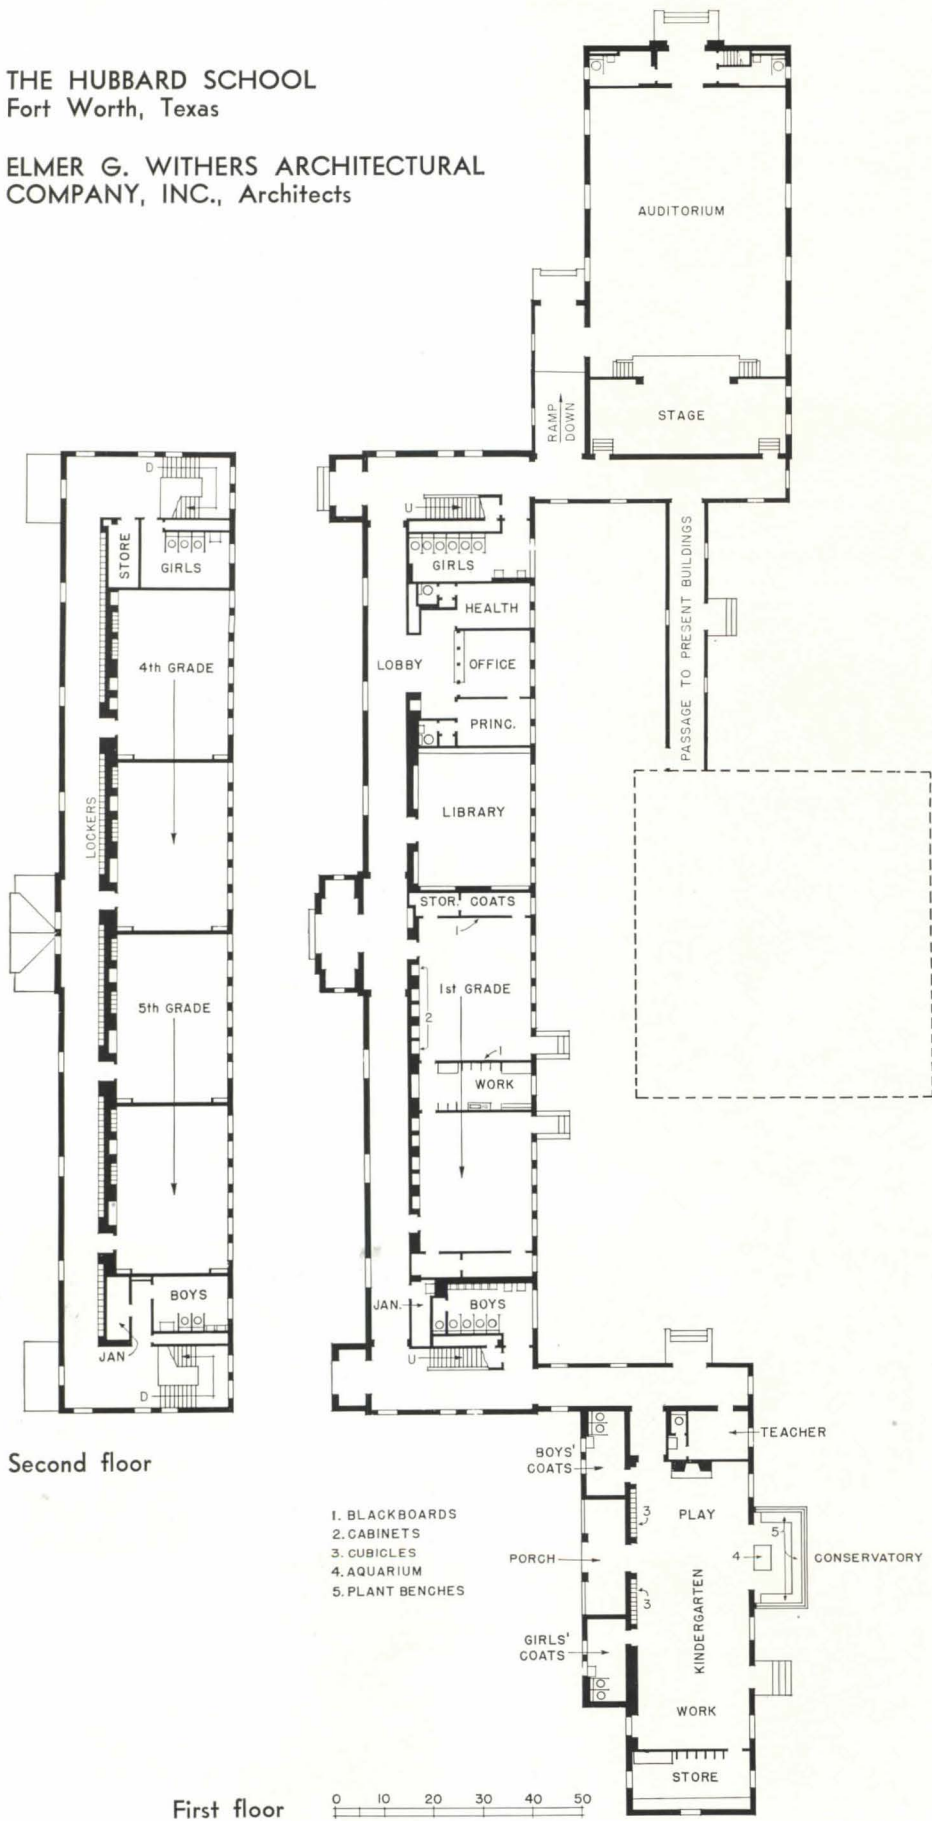 THE HUBBARD SCHOOL
Fort Worth, Texas
ELMER G. WITHERS ARCHITECTURAL
COMPANY, INC., Architects
AUDITORIUM
STAGE
RAMP
DOWN
PASSAGE TO PRESENT BUILDINGS
D
STORE
GIRLS
4th GRADE
LOCKERS
5th GRADE
BOYS
JAN
D
Second floor
U
GIRLS
HEALTH
LOBBY
OFFICE
PRINC.
LIBRARY
STOR. COATS
1
1st GRADE
2
1
WORK
JAN.
BOYS
U
TEACHER
BOYS'
COATS
PLAY
3
PORCH
4
5
CONSERVATORY
3
KINDERGARTEN
GIRLS'
COATS
WORK
STORE
1. BLACKBOARDS
2. CABINETS
3. CUBICLES
4. AQUARIUM
5. PLANT BENCHES
First floor
0 10 20 30 40 50